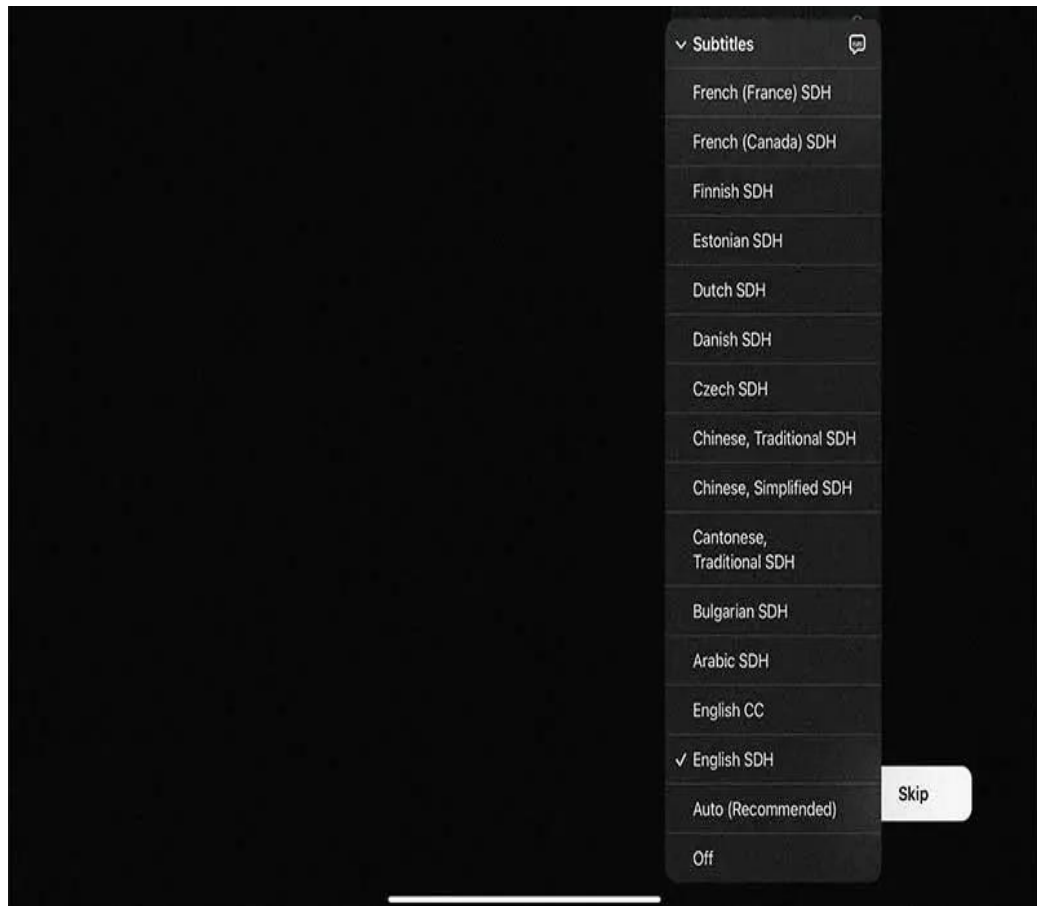 Subtitles
French (France) SDH
French (Canada) SDH
Finnish SDH
Estonian SDH
Dutch SDH
Danish SDH
Czech SDH
Chinese, Traditional SDH
Chinese, Simplified SDH
Cantonese,
Traditional SDH
Bulgarian SDH
Arabic SDH
English CC
✓ English SDH
Skip
Auto (Recommended)
Off